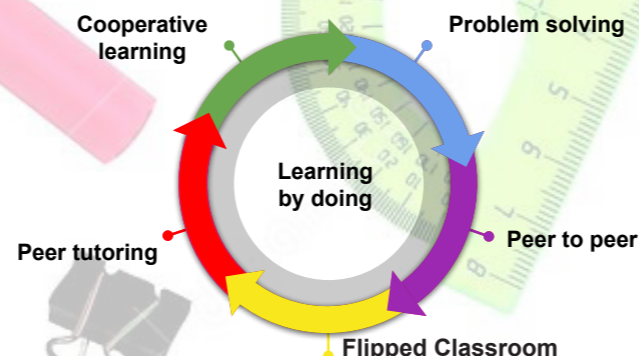 Cooperative
learning
Problem solving
Learning
by doing
Peer to peer
Peer tutoring
Flipped Classroom